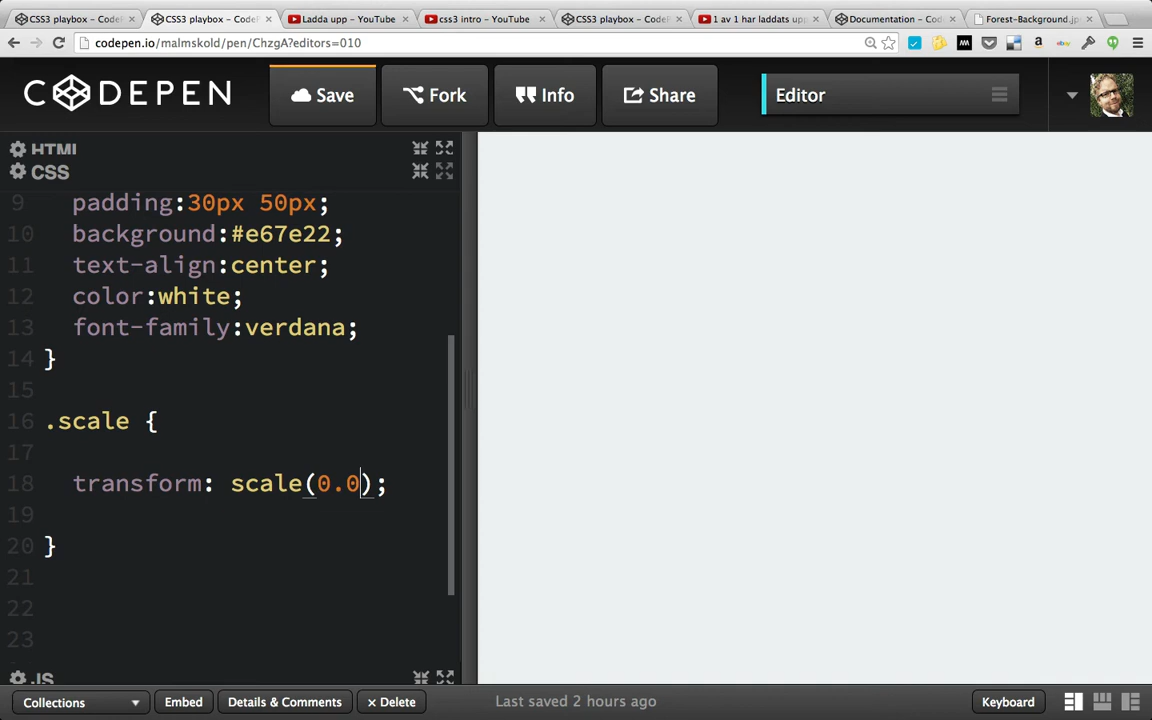 CSS3 playbox – CodeP
CSS3 playbox – CodeP
Ladda upp – YouTube
css3 intro – YouTube
CSS3 playbox – CodeP
1 av 1 har laddats upp
Documentation – Code
Forest-Background.jp
codepen.io/malmskold/pen/ChzgA?editors=010
CODEPEN
Save
Fork
Info
Share
Editor
HTML
CSS
9 padding:30px 50px;
10 background:#e67e22;
11 text-align:center;
12 color:white;
13 font-family:verdana;
14 }
15
16 .scale {
17
18 transform: scale(0.0);
19
20 }
21
22
23
JS
Collections
Embed
Details & Comments
× Delete
Last saved 2 hours ago
Keyboard